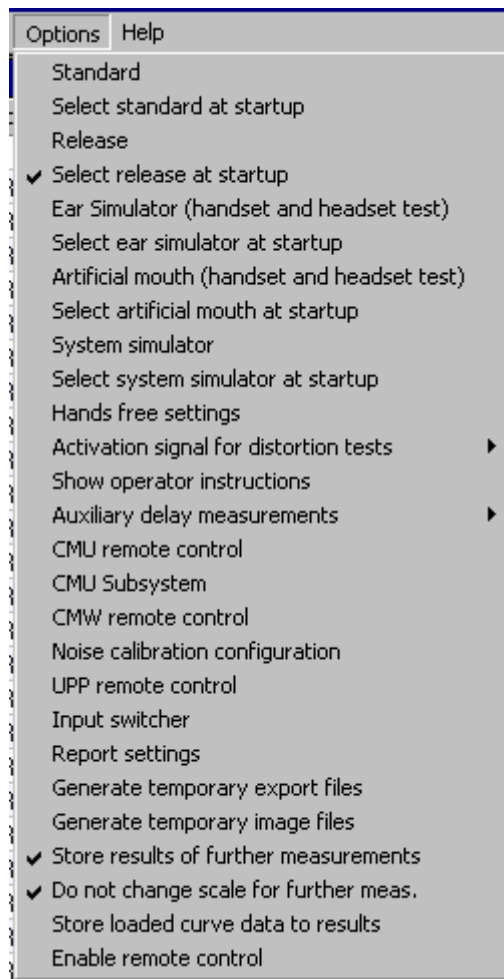 Options Help
Standard
Select standard at startup
Release
Select release at startup
Ear Simulator (handset and headset test)
Select ear simulator at startup
Artificial mouth (handset and headset test)
Select artificial mouth at startup
System simulator
Select system simulator at startup
Hands free settings
Activation signal for distortion tests
Show operator instructions
Auxiliary delay measurements
CMU remote control
CMU Subsystem
CMW remote control
Noise calibration configuration
UPP remote control
Input switcher
Report settings
Generate temporary export files
Generate temporary image files
Store results of further measurements
Do not change scale for further meas.
Store loaded curve data to results
Enable remote control